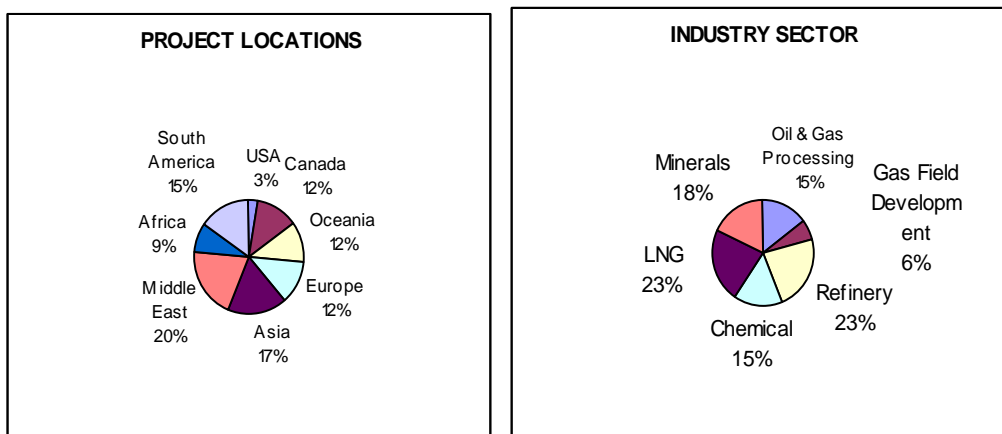 PROJECT LOCATIONS
South
America
15%
USA
3%
Canada
12%
Oceania
12%
Europe
12%
Asia
17%
Middle
East
20%
Africa
9%
INDUSTRY SECTOR
Oil & Gas
Processing
15%
Gas Field
Developm
ent
6%
Refinery
23%
Chemical
15%
LNG
23%
Minerals
18%